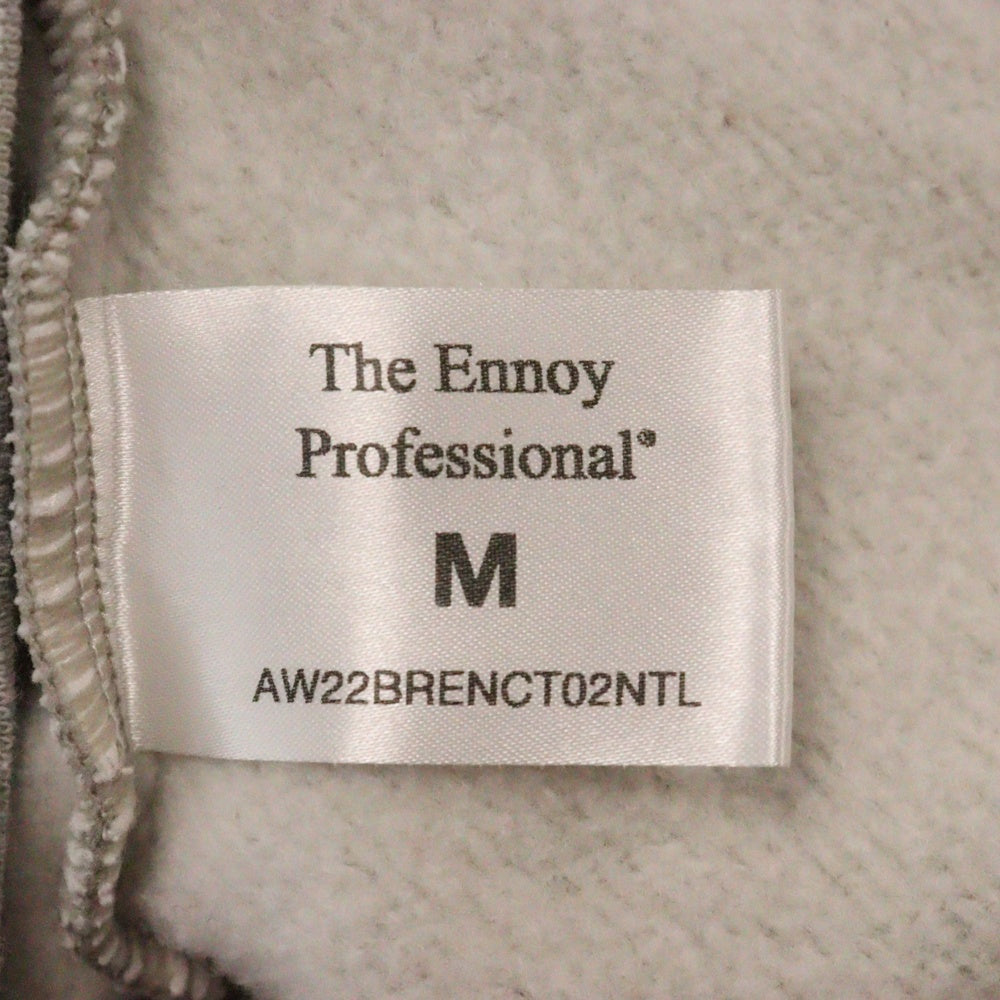 The Ennoy
Professional®
M
AW22BRENCT02NTL